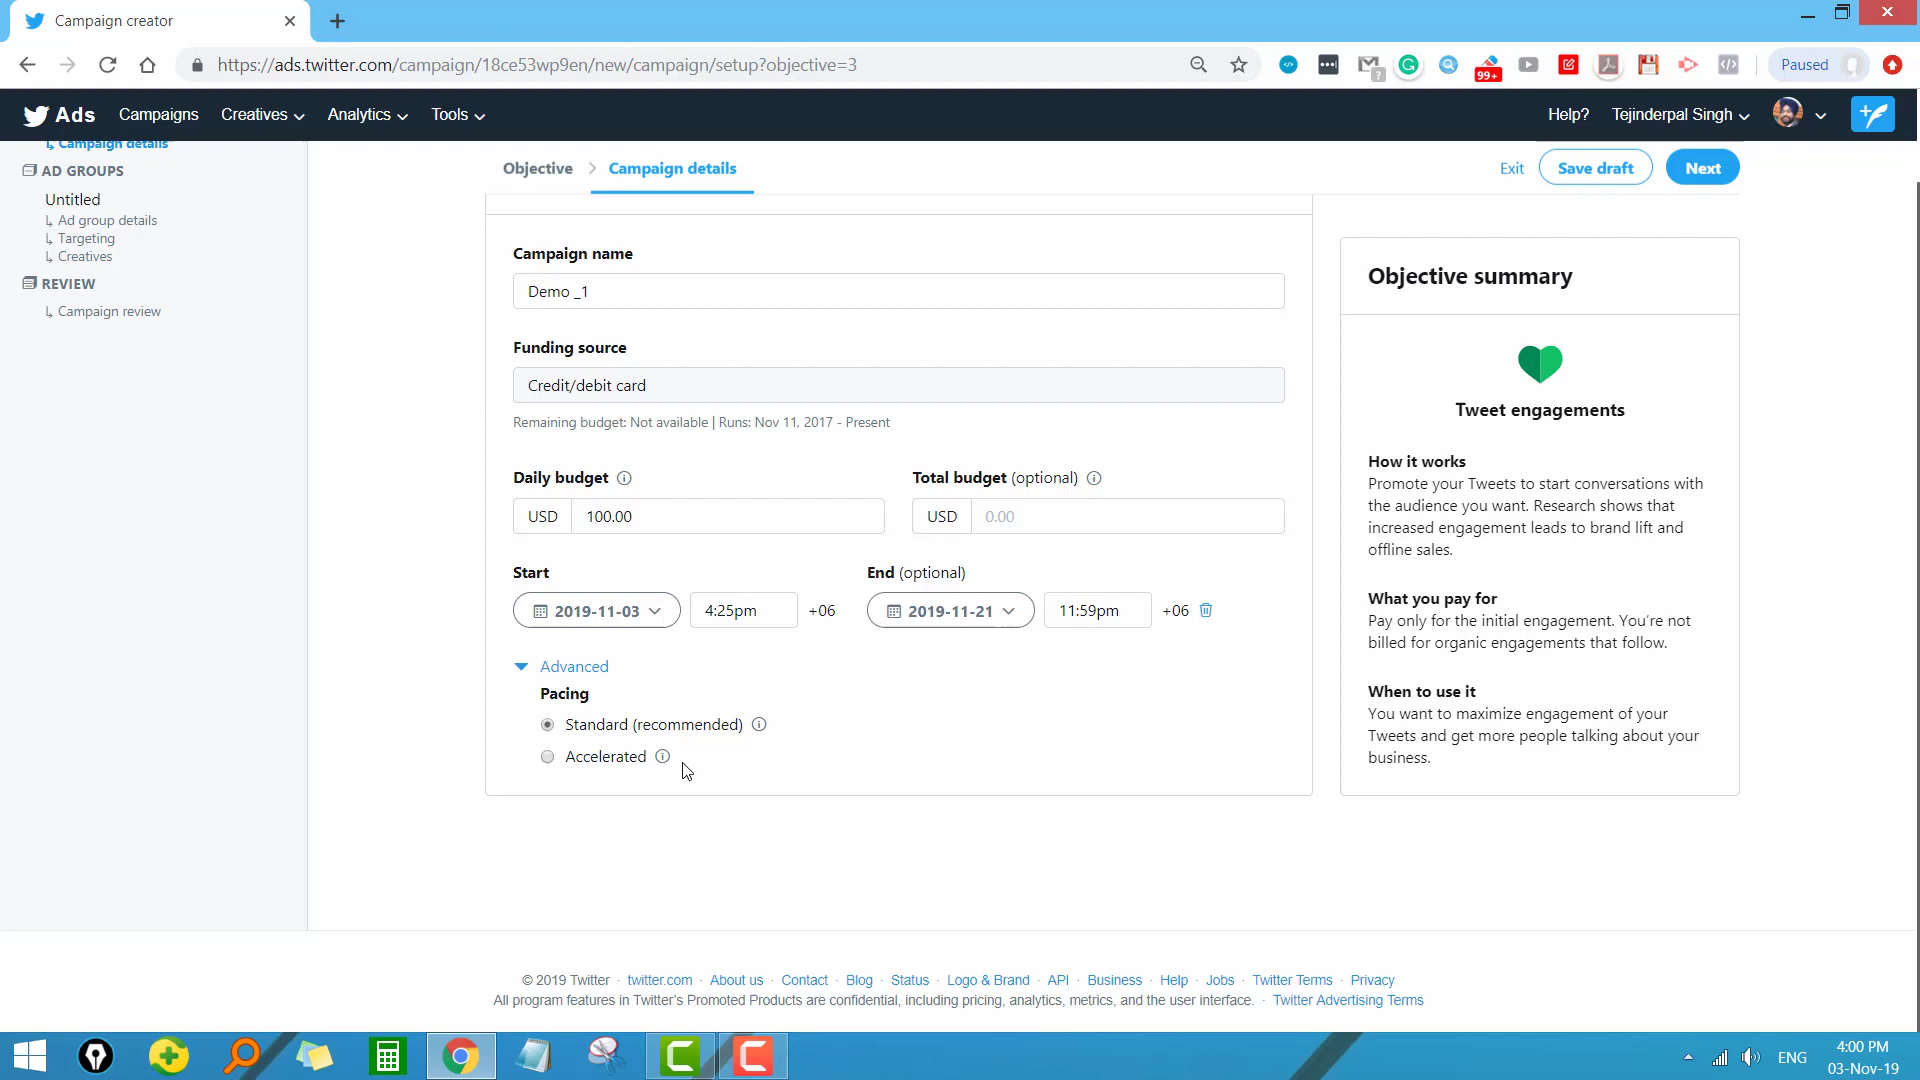 Campaign creator
https://ads.twitter.com/campaign/18ce53wp9en/new/campaign/setup?objective=3
99+
Paused
Ads
Campaigns
Creatives
Analytics
Tools
Help?
Tejinderpal Singh
Campaign details
AD GROUPS
Untitled
Ad group details
Targeting
Creatives
REVIEW
Campaign review
Objective
Campaign details
Exit
Save draft
Next
Campaign name
Demo _1
Funding source
Credit/debit card
Remaining budget: Not available | Runs: Nov 11, 2017 - Present
Daily budget
Total budget (optional)
USD 100.00
USD 0.00
Start
End (optional)
2019-11-03 4:25pm +06
2019-11-21 11:59pm +06
Advanced
Pacing
Standard (recommended)
Accelerated
Objective summary
Tweet engagements
How it works
Promote your Tweets to start conversations with
the audience you want. Research shows that
increased engagement leads to brand lift and
offline sales.
What you pay for
Pay only for the initial engagement. You're not
billed for organic engagements that follow.
When to use it
You want to maximize engagement of your
Tweets and get more people talking about your
business.
© 2019 Twitter · twitter.com · About us · Contact · Blog · Status · Logo & Brand · API · Business · Help · Jobs · Twitter Terms · Privacy
All program features in Twitter's Promoted Products are confidential, including pricing, analytics, metrics, and the user interface. · Twitter Advertising Terms
ENG
4:00 PM
03-Nov-19